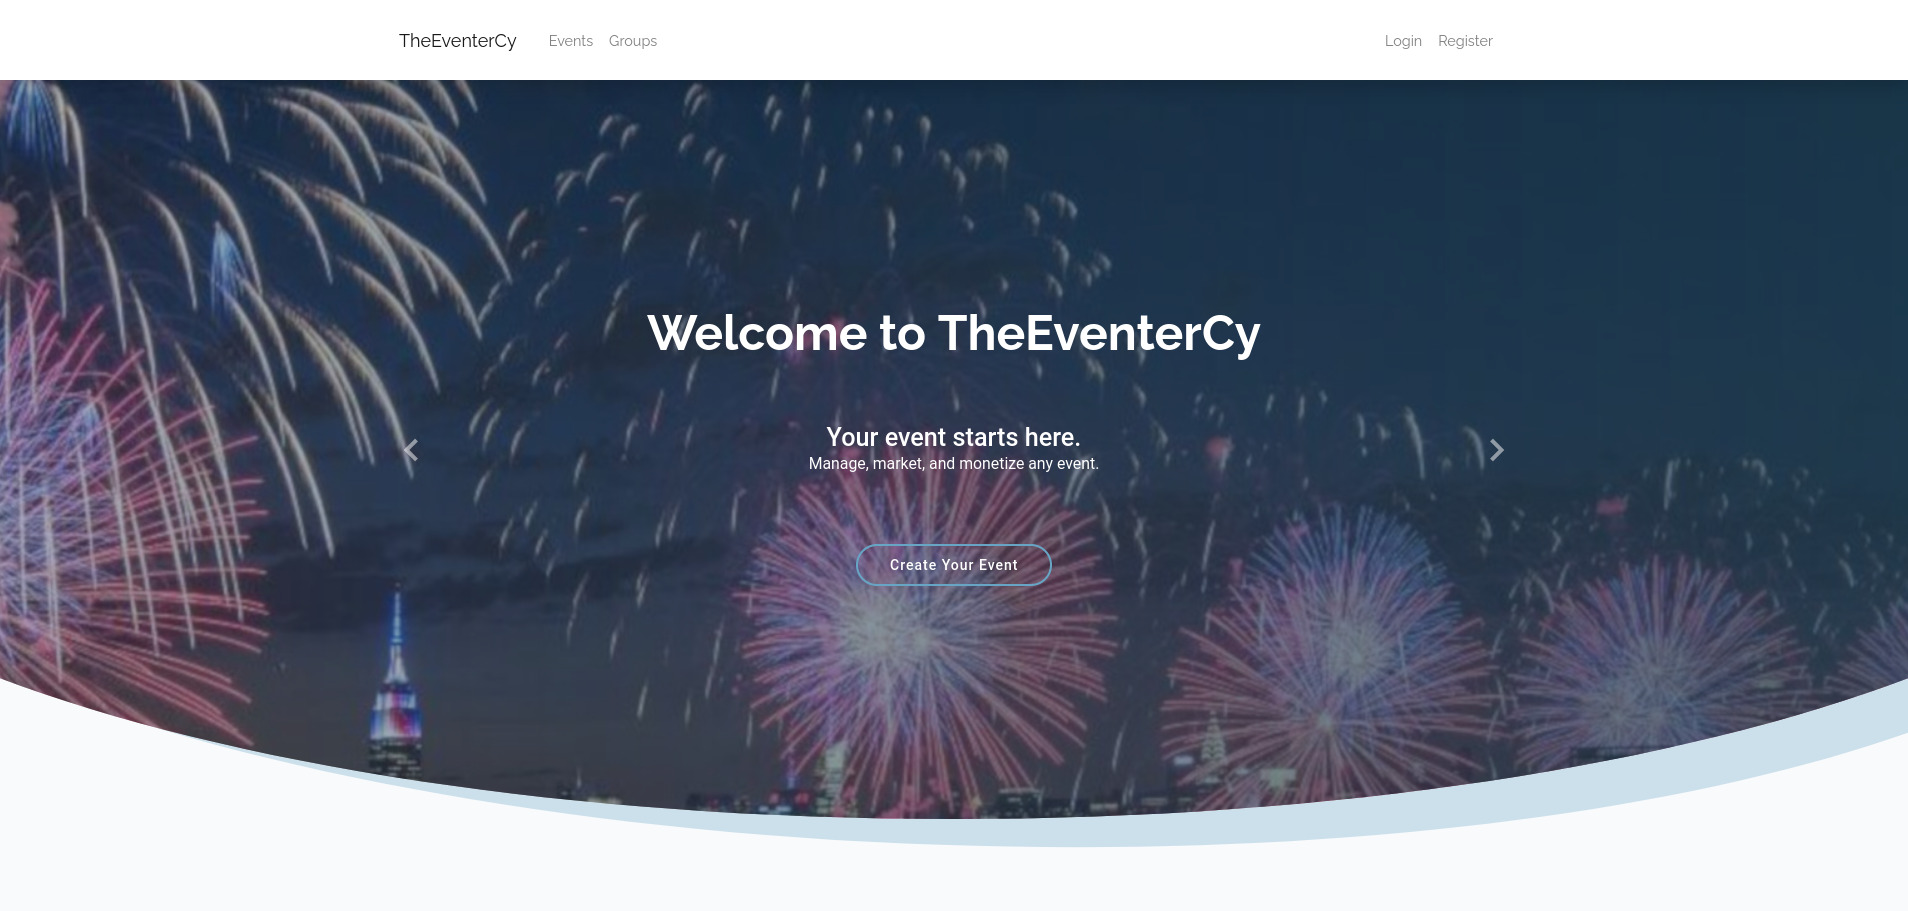 TheEventerCy Events Groups Login Register
Welcome to TheEventerCy
Your event starts here.
Manage, market, and monetize any event.
Create Your Event